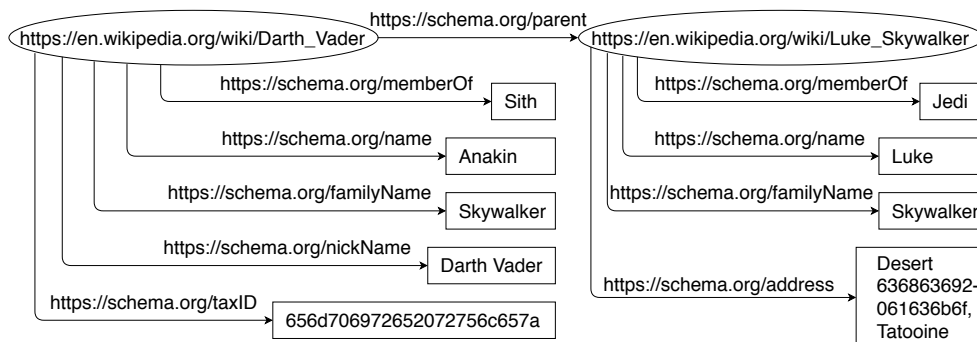 https://schema.org/parent
https://en.wikipedia.org/wiki/Darth_Vader
https://en.wikipedia.org/wiki/Luke_Skywalker
https://schema.org/memberOf
Sith
https://schema.org/name
Anakin
https://schema.org/familyName
Skywalker
https://schema.org/nickName
Darth Vader
https://schema.org/taxID
656d706972652072756c657a
https://schema.org/memberOf
Jedi
https://schema.org/name
Luke
https://schema.org/familyName
Skywalker
https://schema.org/address
Desert
636863692-
061636b6f,
Tatooine